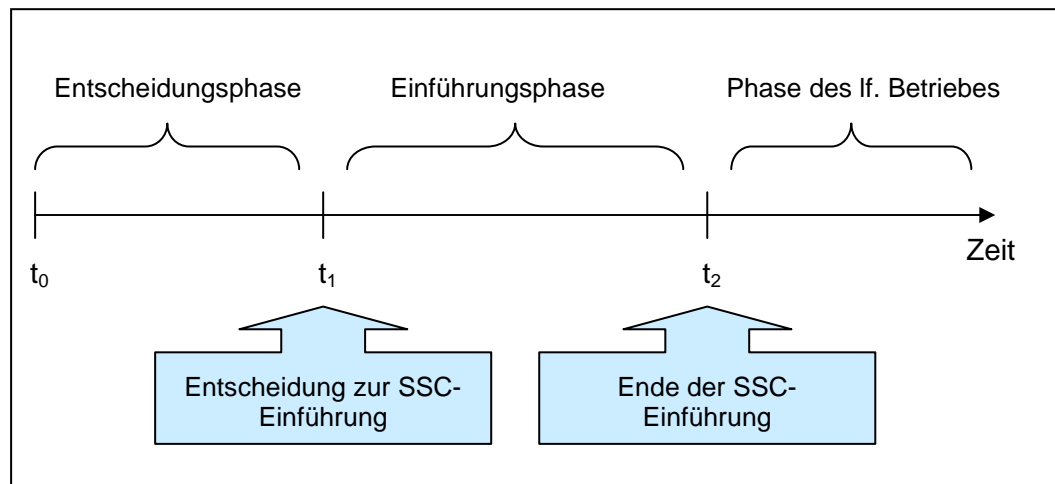 Entscheidungsphase
Einführungsphase
Phase des lf. Betriebes
Zeit
t₀
t₁
t₂
Entscheidung zur SSC-
Einführung
Ende der SSC-
Einführung